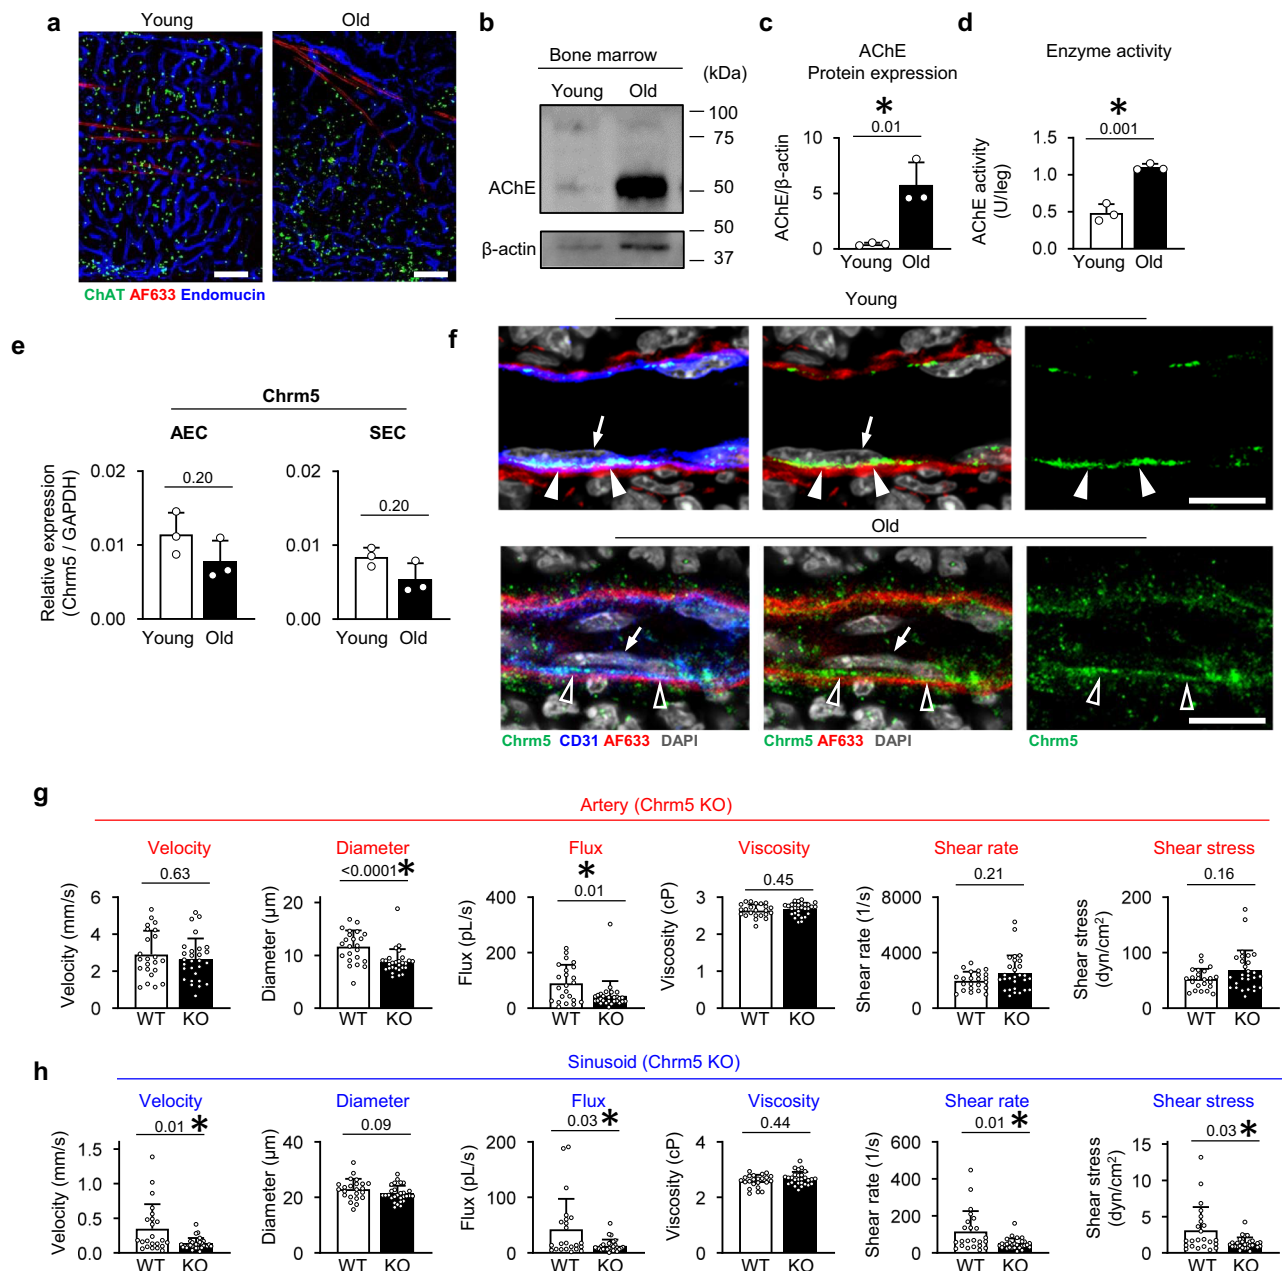 a
Young
Old
ChAT AF633 Endomucin
b
Bone marrow
(kDa)
Young
Old
100
75
AChE
50
50
β-actin
37
c
AChE
Protein expression
*
0.01
AChE/β-actin
10
5
0
Young
Old
d
Enzyme activity
*
0.001
AChE activity
(U/leg)
1.5
1.0
0.5
0.0
Young
Old
e
Chrm5
AEC
SEC
Relative expression
(Chrm5 / GAPDH)
0.02
0.01
0.00
0.20
Young
Old
0.02
0.01
0.00
0.20
Young
Old
f
Young
Old
Chrm5 CD31 AF633 DAPI
Chrm5 AF633 DAPI
Chrm5
g
Artery (Chrm5 KO)
Velocity
0.63
Velocity (mm/s)
6
4
2
0
WT
KO
Diameter
<0.0001*
Diameter (μm)
20
10
0
WT
KO
Flux
*
0.01
Flux (pL/s)
400
200
0
WT
KO
Viscosity
0.45
Viscosity (cP)
3
2
1
0
WT
KO
Shear rate
0.21
Shear rate (1/s)
8000
4000
0
WT
KO
Shear stress
0.16
Shear stress
(dyn/cm²)
200
100
0
WT
KO
h
Sinusoid (Chrm5 KO)
Velocity
0.01 *
Velocity (mm/s)
1.5
1.0
0.5
0.0
WT
KO
Diameter
0.09
Diameter (μm)
40
20
0
WT
KO
Flux
0.03 *
Flux (pL/s)
200
100
0
WT
KO
Viscosity
0.44
Viscosity (cP)
4
2
0
WT
KO
Shear rate
0.01 *
Shear rate (1/s)
600
400
200
0
WT
KO
Shear stress
0.03 *
Shear stress
(dyn/cm²)
15
10
5
0
WT
KO